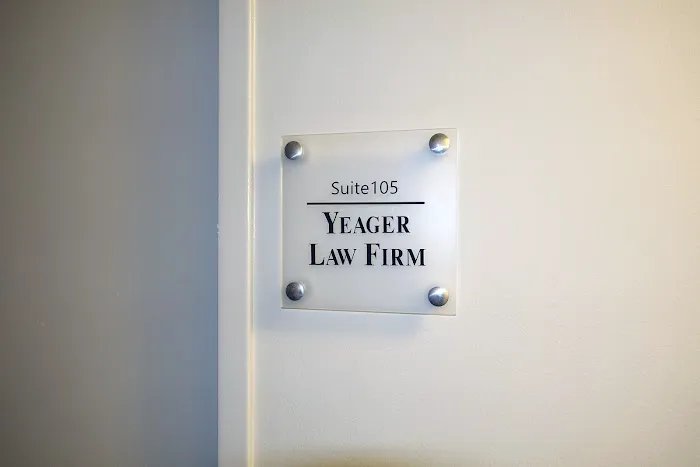 Suite105
YEAGER
LAW FIRM